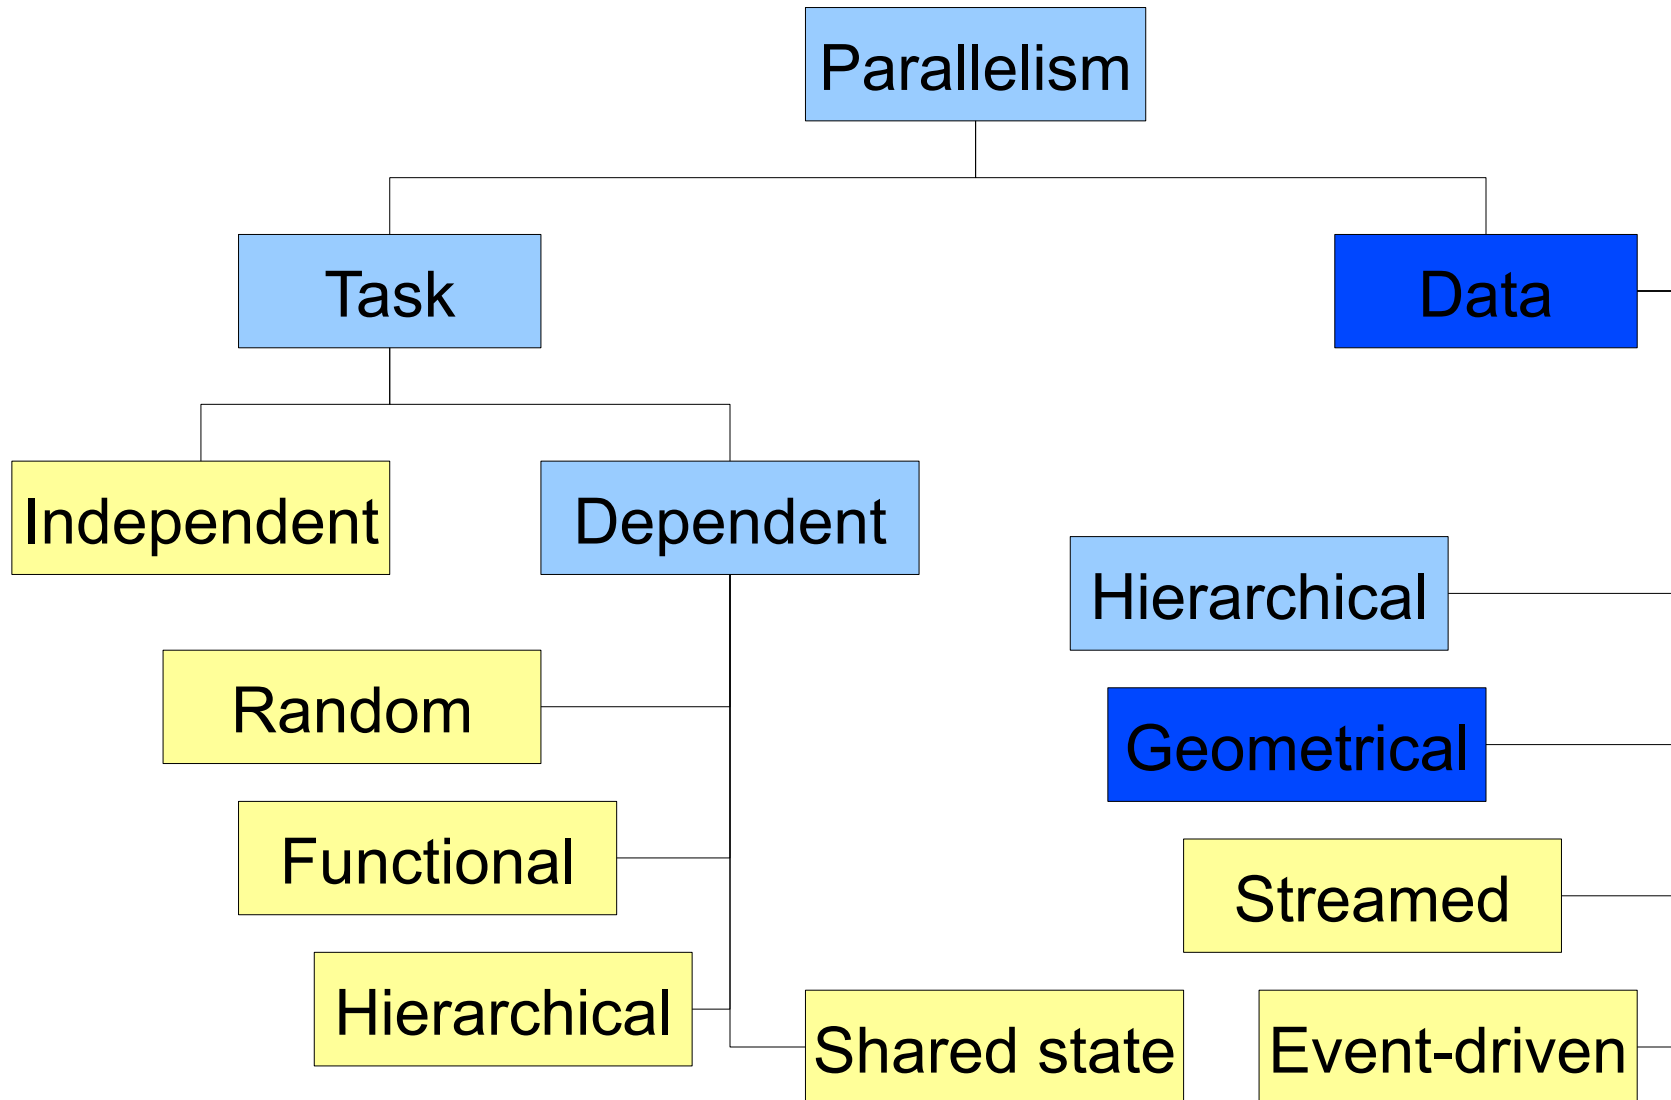 Parallelism
Task
Data
Independent
Dependent
Hierarchical
Random
Geometrical
Functional
Streamed
Hierarchical
Shared state
Event-driven